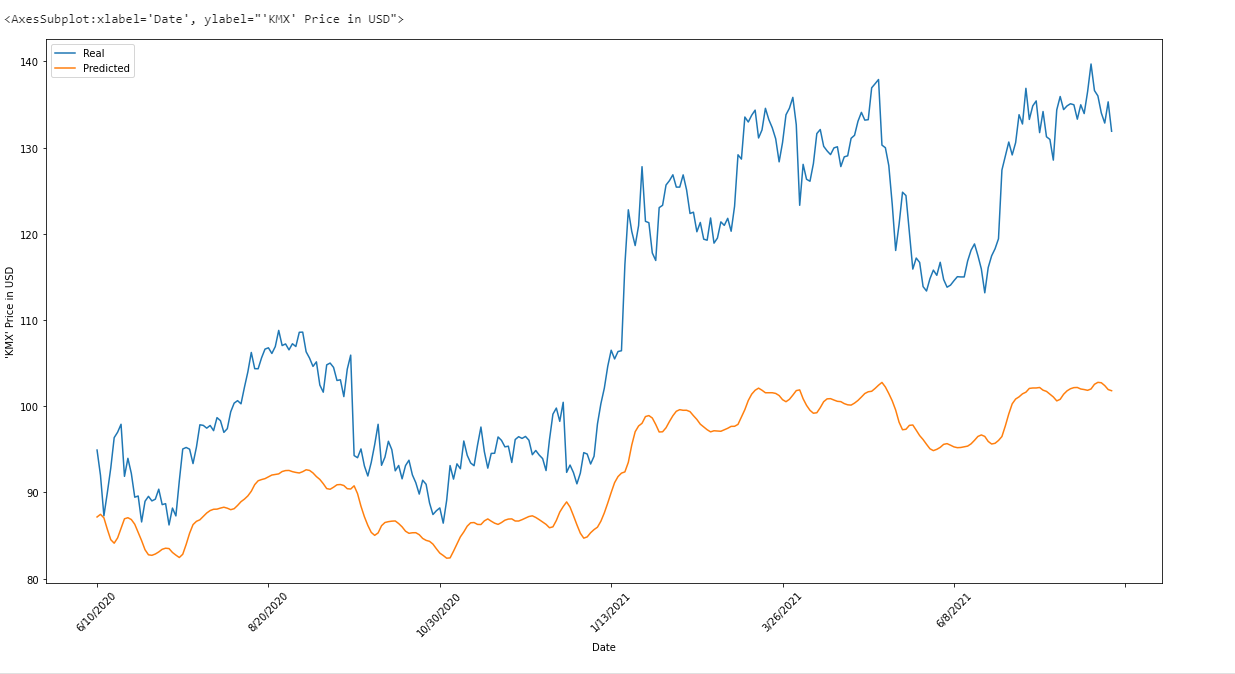 <AxesSubplot:xlabel='Date', ylabel="'KMX' Price in USD">
Real
Predicted
140
130
120
110
100
90
80
'KMX' Price in USD
6/10/2020
8/20/2020
10/30/2020
1/13/2021
3/26/2021
6/8/2021
Date